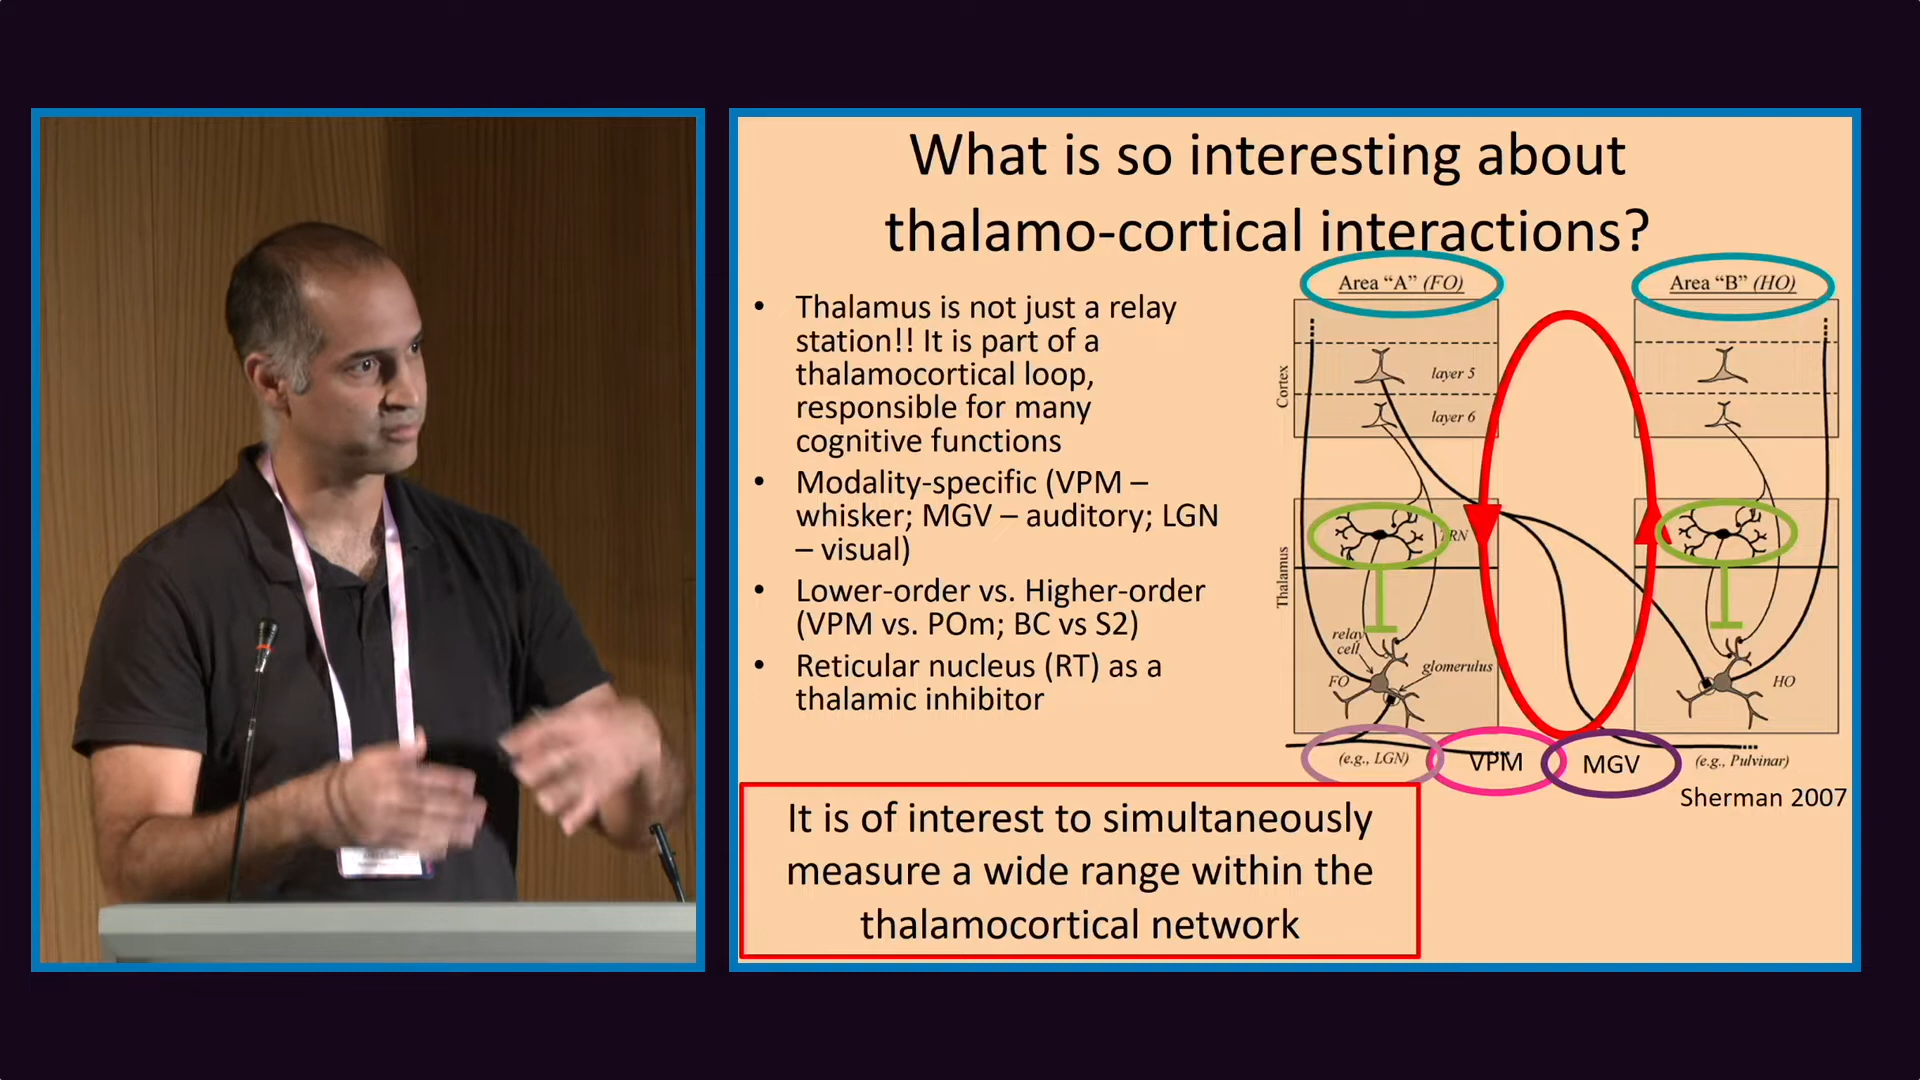 What is so interesting about
thalamo-cortical interactions?
• Thalamus is not just a relay
station!! It is part of a
thalamocortical loop,
responsible for many
cognitive functions
• Modality-specific (VPM –
whisker; MGV – auditory; LGN
– visual)
• Lower-order vs. Higher-order
(VPM vs. POm; BC vs S2)
• Reticular nucleus (RT) as a
thalamic inhibitor
Area “A” (FO)
Area “B” (HO)
Cortex
layer 5
layer 6
Thalamus
TRN
relay
cell
glomerulus
FO
HO
(e.g., LGN)
VPM
MGV
(e.g., Pulvinar)
Sherman 2007
It is of interest to simultaneously
measure a wide range within the
thalamocortical network